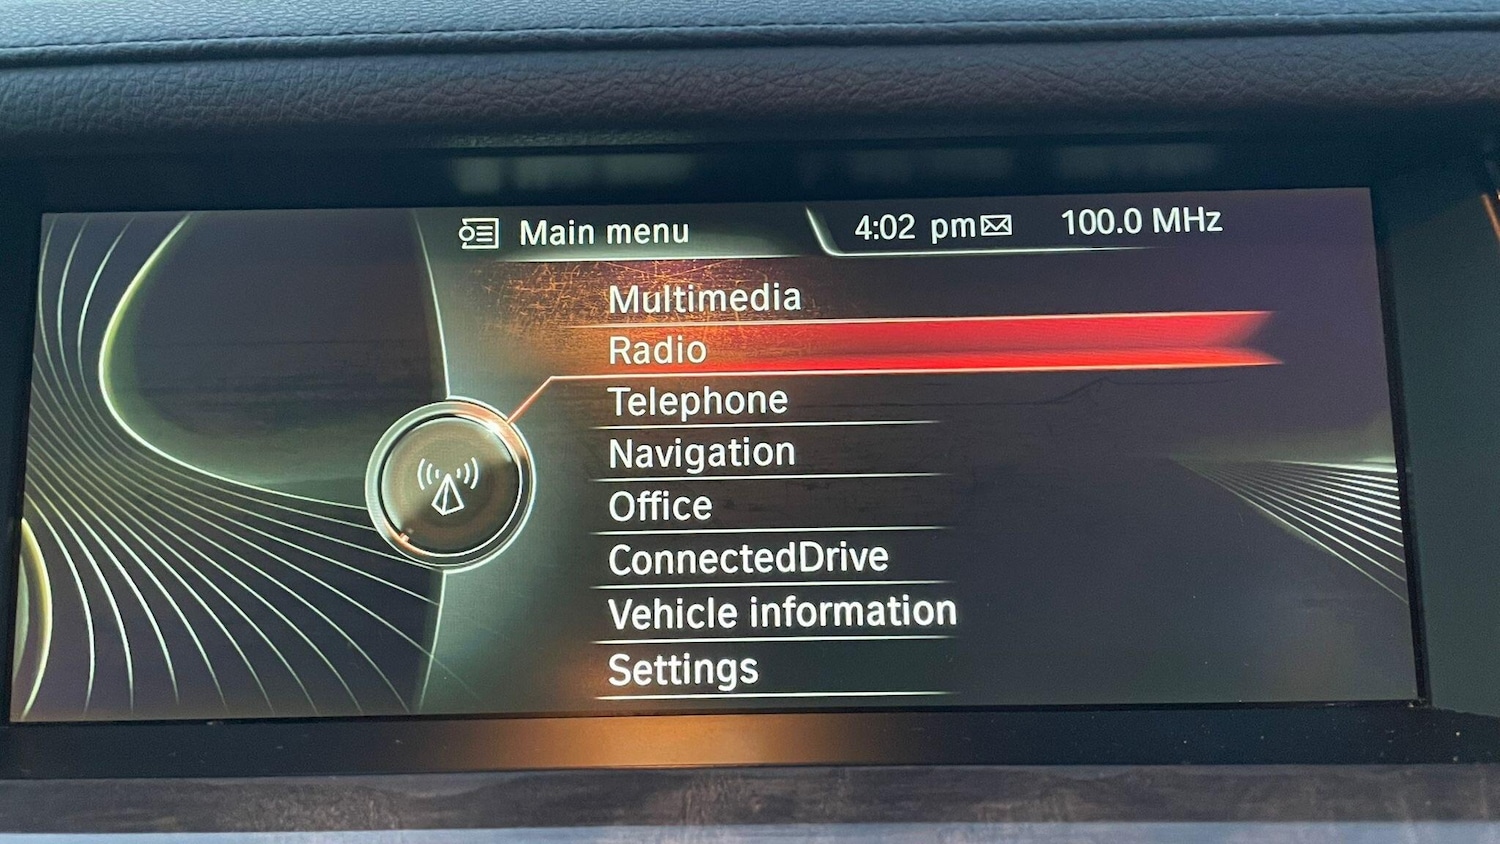 Main menu 4:02 pm 100.0 MHz
Multimedia
Radio
Telephone
Navigation
Office
ConnectedDrive
Vehicle information
Settings